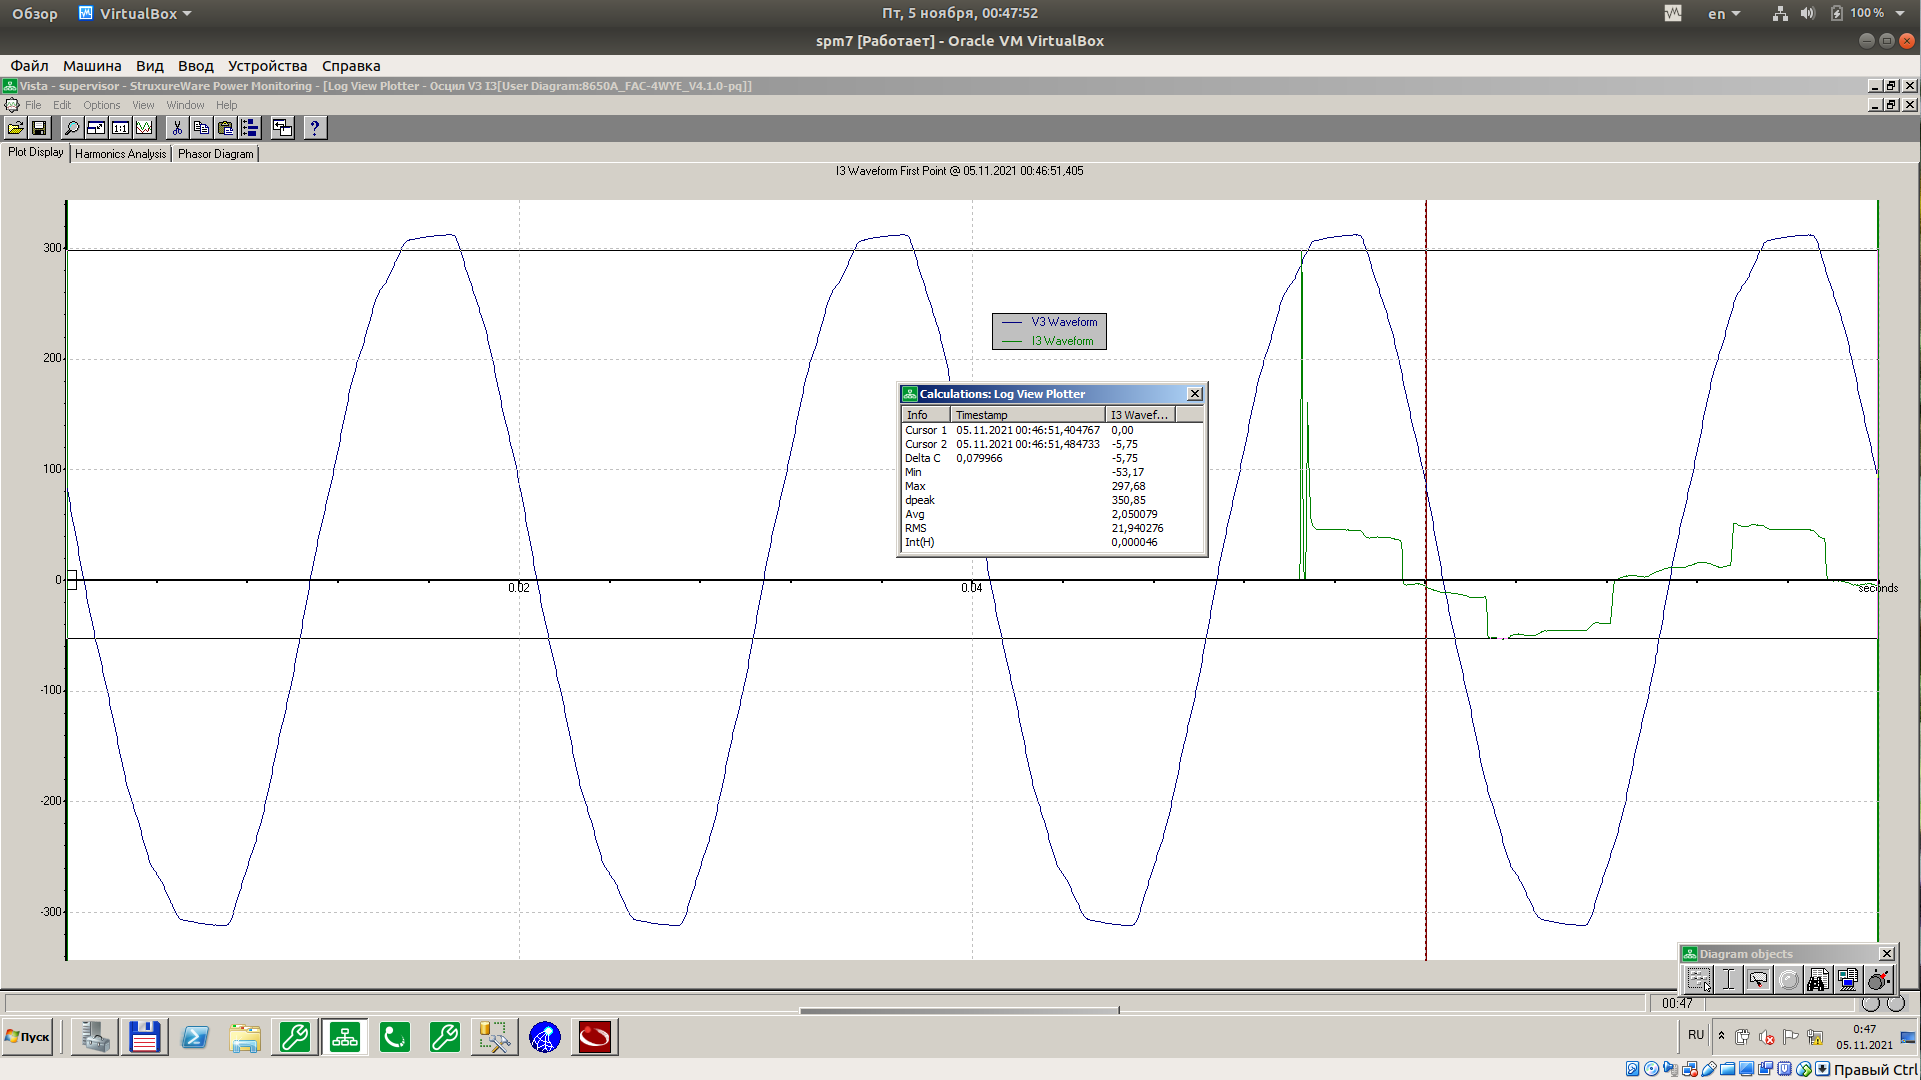 Обзор VirtualBox Пт, 5 ноября, 00:47:52 en 100 %
spm7 [Работает] - Oracle VM VirtualBox
Файл Машина Вид Ввод Устройства Справка
Vista - supervisor - StruxureWare Power Monitoring - [Log View Plotter - Осцил V3 I3[User Diagram:8650A_FAC-4WYE_V4.1.0-pq]]
File Edit Options View Window Help
1:1 ?
Plot Display Harmonics Analysis Phasor Diagram
I3 Waveform First Point @ 05.11.2021 00:46:51,405
300
V3 Waveform
I3 Waveform
200
Calculations: Log View Plotter
Info Timestamp I3 Wavef...
Cursor 1 05.11.2021 00:46:51,404767 0,00
Cursor 2 05.11.2021 00:46:51,484733 -5,75
Delta C 0,079966 -5,75
Min -53,17
Max 297,68
dpeak 350,85
Avg 2,050079
RMS 21,940276
Int(H) 0,000046
100
0
0.02 0.04 seconds
-100
-200
-300
Diagram objects
00:47
Пуск RU 0:47
05.11.2021
Правый Ctrl